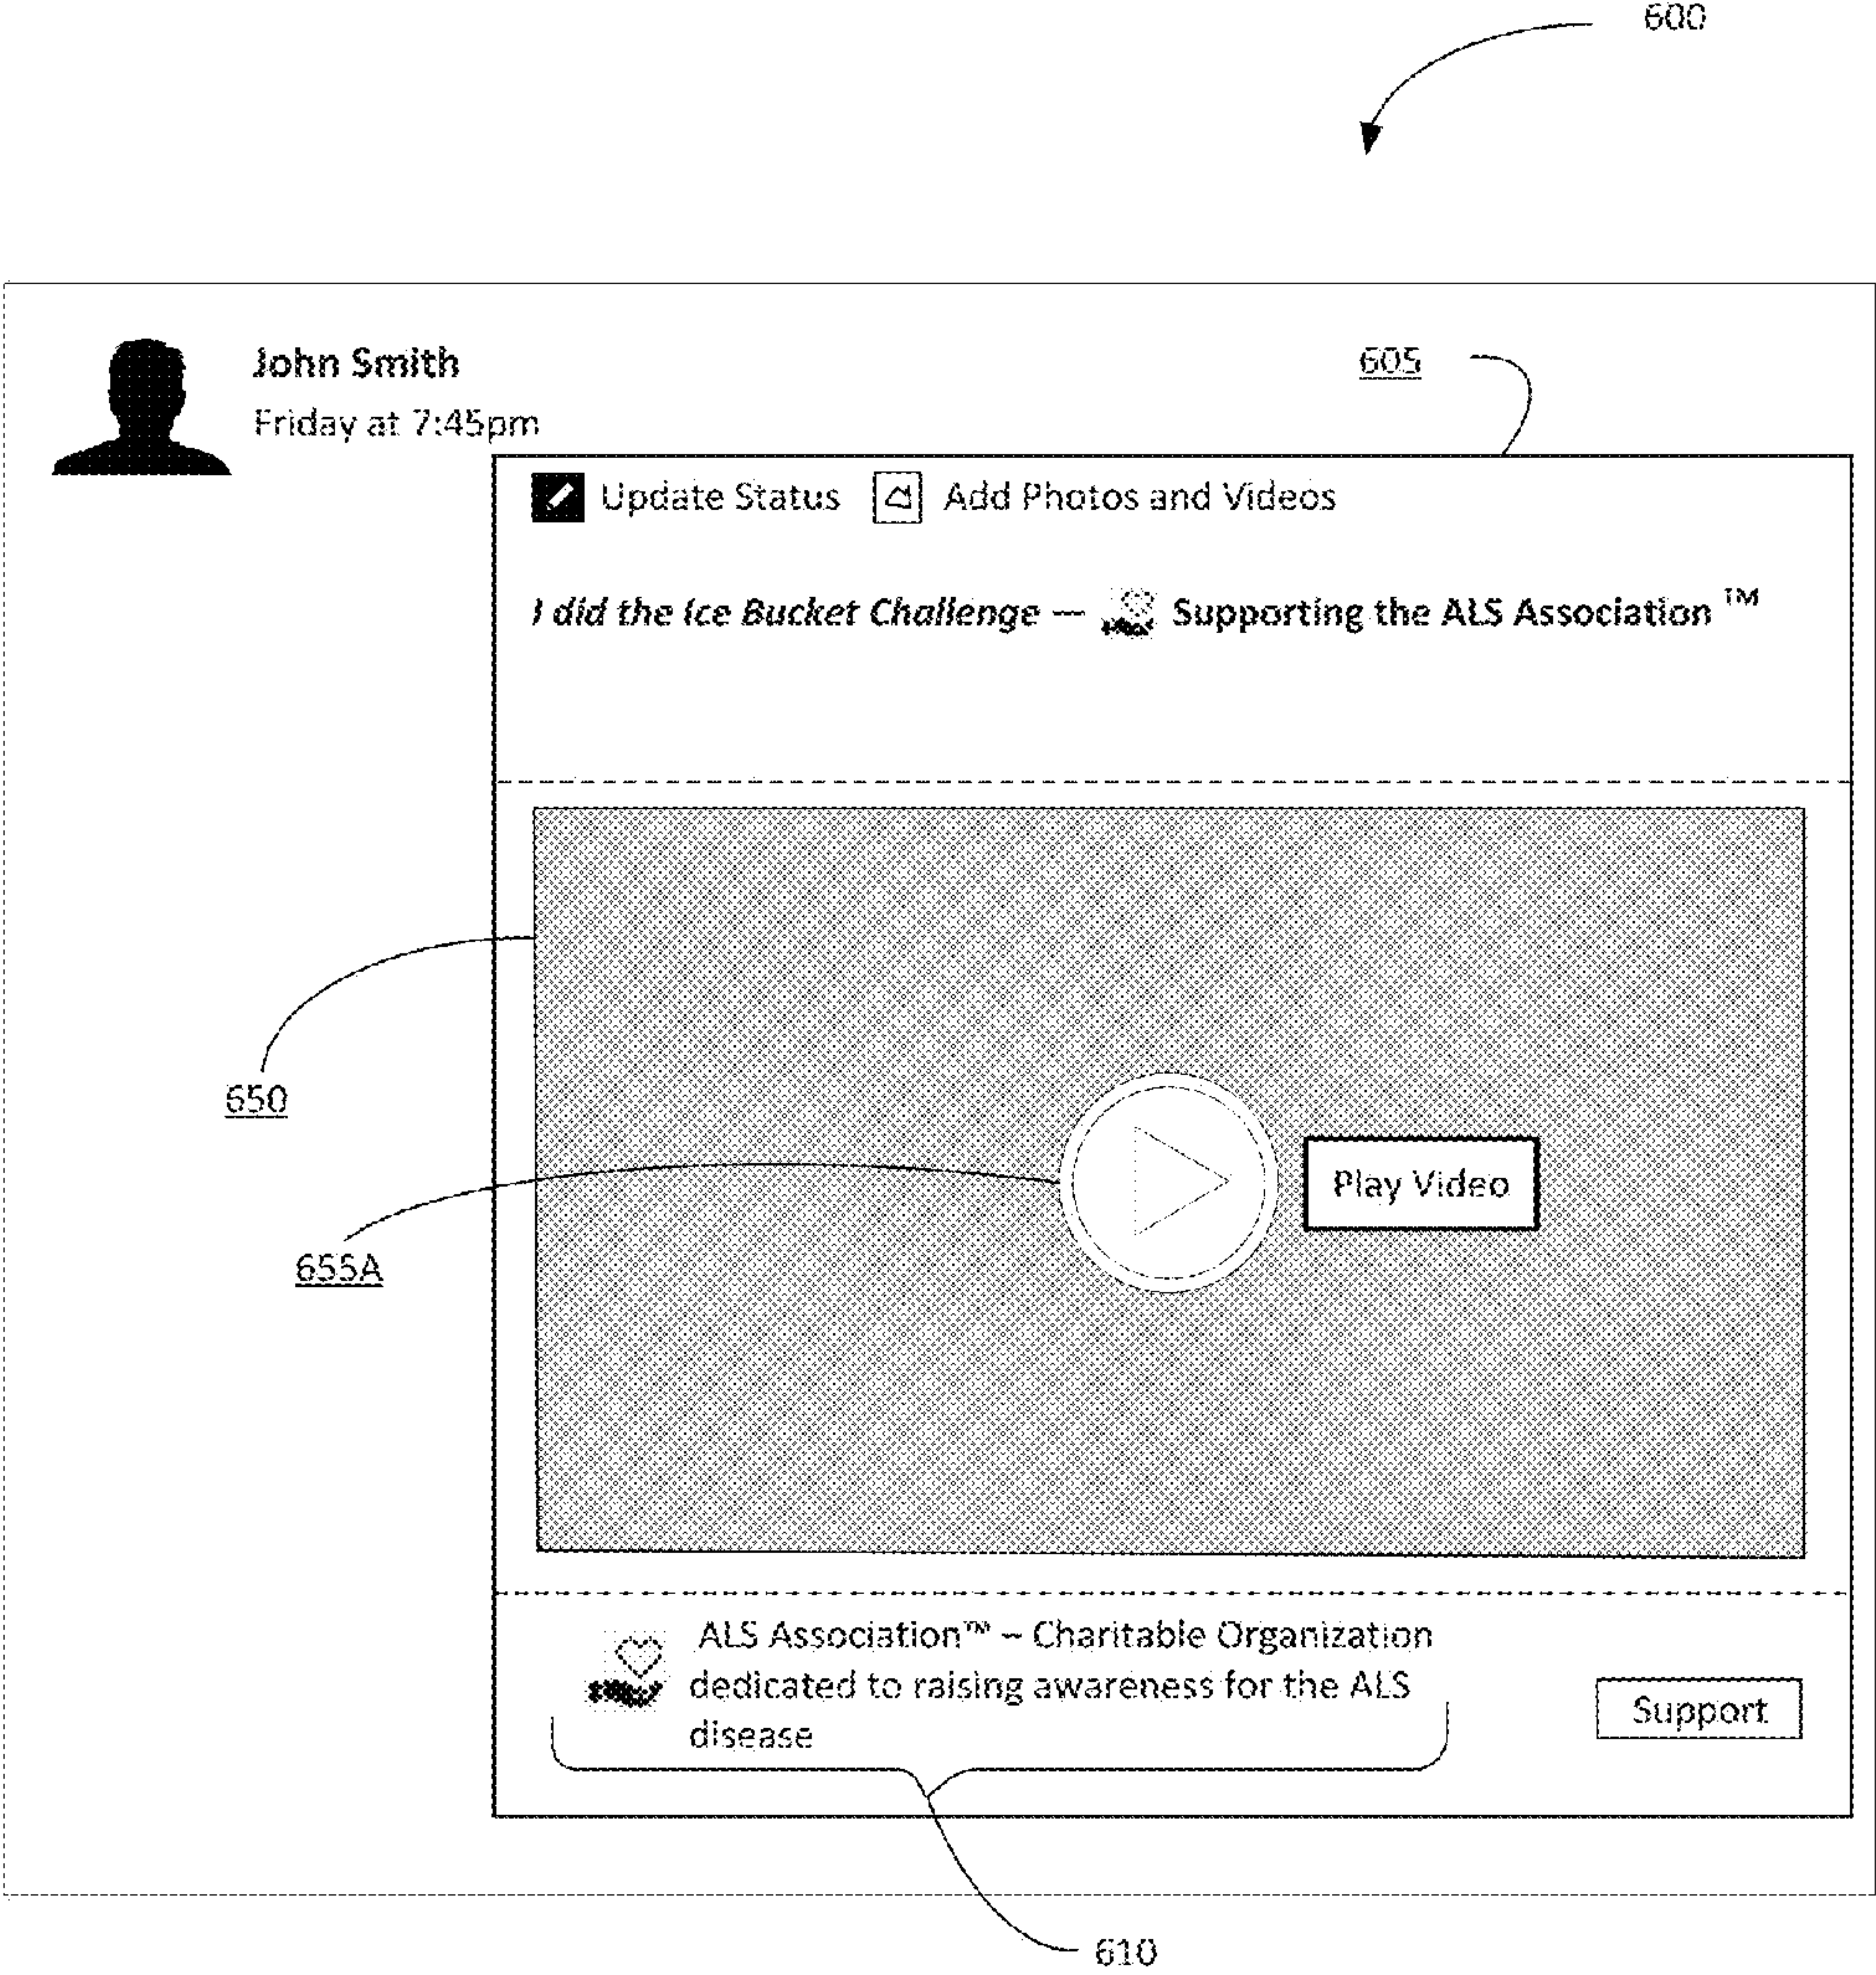 600
John Smith
605
Friday at 7:45pm
Update Status Add Photos and Videos
I did the Ice Bucket Challenge — Supporting the ALS Association ™
650
Play Video
655A
ALS Association™ – Charitable Organization
dedicated to raising awareness for the ALS
disease
Support
610